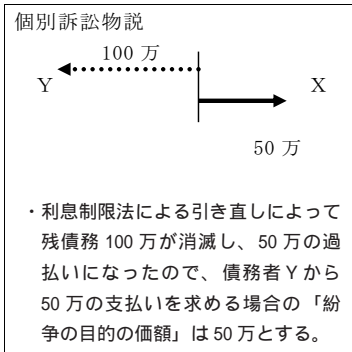 個別訴訟物説
100 万
Y
X
50 万
・利息制限法による引き直しによって
残債務 100 万が消滅し、50 万の過
払いになったので、債務者Ｙから
50 万の支払いを求める場合の「紛
争の目的の価額」は 50 万とする。